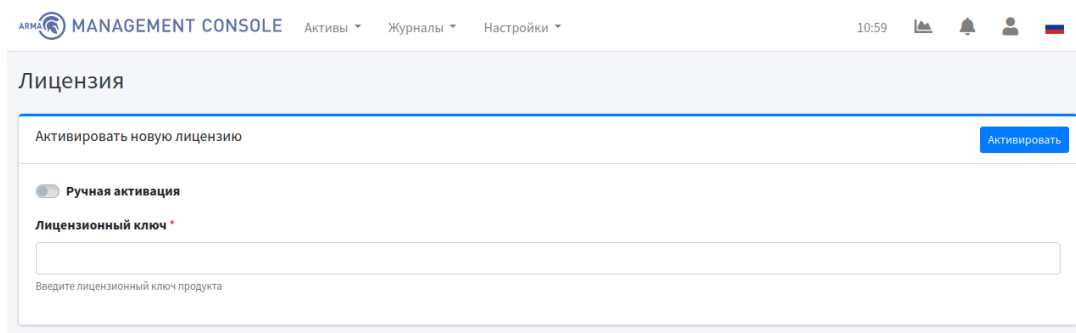 ARMA MANAGEMENT CONSOLE Активы Журналы Настройки 10:59
Лицензия
Активировать новую лицензию Активировать
Ручная активация
Лицензионный ключ *
Введите лицензионный ключ продукта